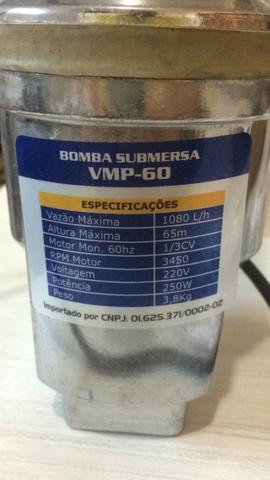 BOMBA SUBMERSA
VMP-60
ESPECIFICAÇÕES
Vazão Máxima 1080 L/h
Altura Máxima 65m
Motor Mon. 60hz 1/3CV
RPM Motor 3450
Voltagem 220V
Potência 250W
Peso 3,8Kg
Importado por CNPJ: 01.625.371/0002-02